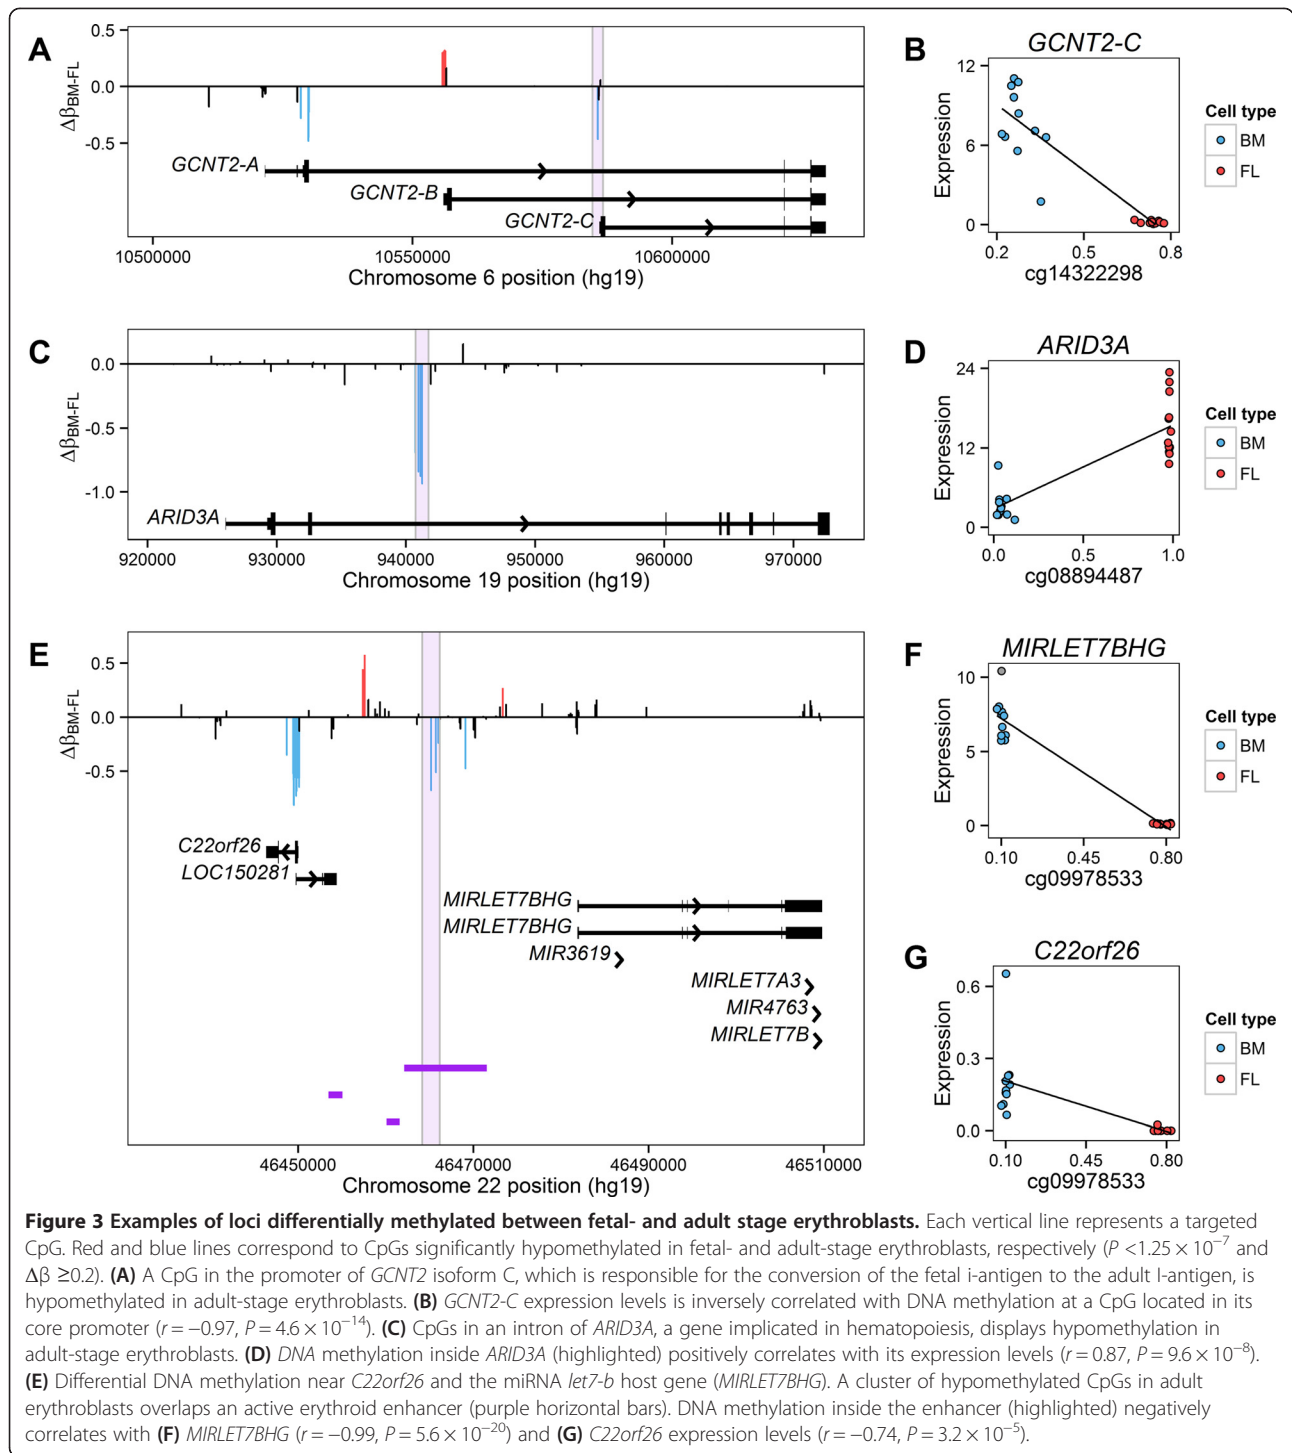 A
0.5
0.0
-0.5
ΔβBM-FL
GCNT2-A
GCNT2-B
GCNT2-C
10500000 10550000 10600000
Chromosome 6 position (hg19)
B
GCNT2-C
12
6
0
Expression
0.2 0.5 0.8
cg14322298
Cell type
BM
FL
C
0.0
-0.5
-1.0
ΔβBM-FL
ARID3A
920000 930000 940000 950000 960000 970000
Chromosome 19 position (hg19)
D
ARID3A
24
12
0
Expression
0.0 0.5 1.0
cg08894487
Cell type
BM
FL
E
0.5
0.0
-0.5
ΔβBM-FL
C22orf26
LOC150281
MIRLET7BHG
MIRLET7BHG
MIR3619
MIRLET7A3
MIR4763
MIRLET7B
46450000 46470000 46490000 46510000
Chromosome 22 position (hg19)
F
MIRLET7BHG
10
5
0
Expression
0.10 0.45 0.80
cg09978533
Cell type
BM
FL
G
C22orf26
0.6
0.3
0.0
Expression
0.10 0.45 0.80
cg09978533
Cell type
BM
FL
Figure 3 Examples of loci differentially methylated between fetal- and adult stage erythroblasts. Each vertical line represents a targeted
CpG. Red and blue lines correspond to CpGs significantly hypomethylated in fetal- and adult-stage erythroblasts, respectively (P <1.25 × 10⁻⁷ and
Δβ ≥0.2). (A) A CpG in the promoter of GCNT2 isoform C, which is responsible for the conversion of the fetal i-antigen to the adult I-antigen, is
hypomethylated in adult-stage erythroblasts. (B) GCNT2-C expression levels is inversely correlated with DNA methylation at a CpG located in its
core promoter (r = −0.97, P = 4.6 × 10⁻¹⁴). (C) CpGs in an intron of ARID3A, a gene implicated in hematopoiesis, displays hypomethylation in
adult-stage erythroblasts. (D) DNA methylation inside ARID3A (highlighted) positively correlates with its expression levels (r = 0.87, P = 9.6 × 10⁻⁸).
(E) Differential DNA methylation near C22orf26 and the miRNA let7-b host gene (MIRLET7BHG). A cluster of hypomethylated CpGs in adult
erythroblasts overlaps an active erythroid enhancer (purple horizontal bars). DNA methylation inside the enhancer (highlighted) negatively
correlates with (F) MIRLET7BHG (r = −0.99, P = 5.6 × 10⁻²⁰) and (G) C22orf26 expression levels (r = −0.74, P = 3.2 × 10⁻⁵).